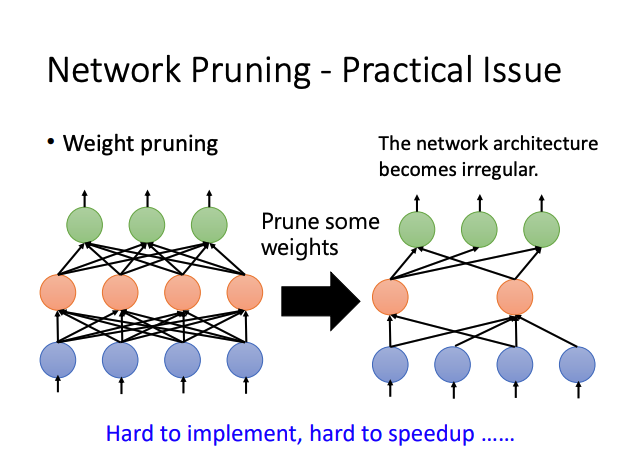 Network Pruning - Practical Issue
• Weight pruning
The network architecture
becomes irregular.
Prune some
weights
Hard to implement, hard to speedup ……